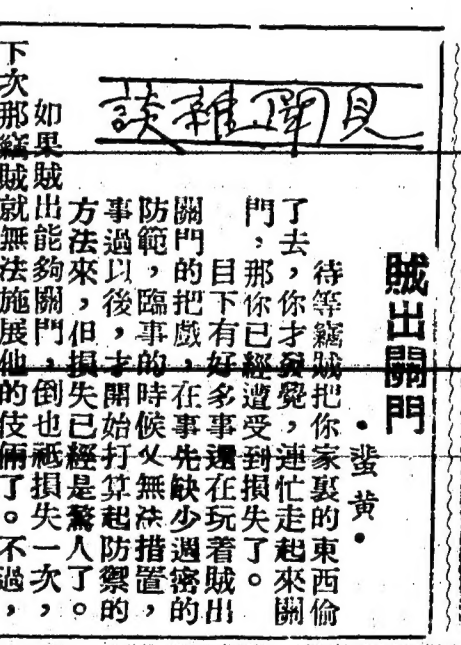 見聞雜談
賊出關門
•蜚黃•
待等竊賊把你家裏的東西偷
了去，你才發覺，連忙走起來關
門，那你已經遭受到損失了。
目下有好多事還在玩着賊出
關門的把戲，在事先缺少週密的
防範，臨事的時候又無法措置，
事過以後，才開始打算起防禦的
方法來，但損失已經是驚人了。
如果賊出能夠關門，倒也祇損失一次，
下次那竊賊就無法施展他的伎倆了。不過，